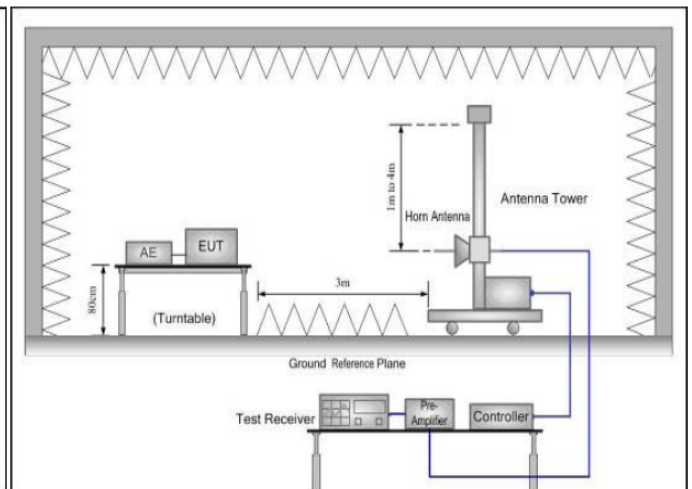 1m to 4m
Horn Antenna
Antenna Tower
AE
EUT
80cm
(Turntable)
3m
Ground Reference Plane
Test Receiver
Pre-
Amplifier
Controller